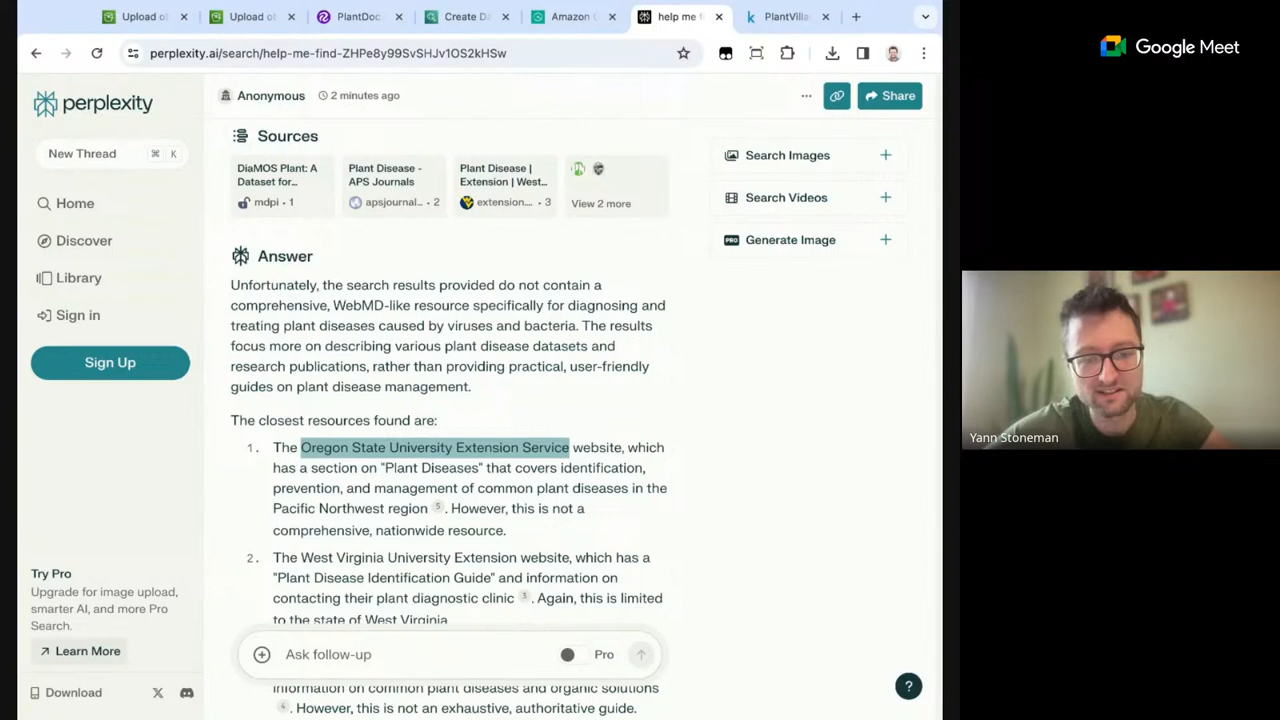 Upload ol
Upload ol
PlantDoc
Create Da
Amazon
help me f
PlantVilla
perplexity.ai/search/help-me-find-ZHPe8y99RvSHJv1OS2kHSw
Google Meet
perplexity
Anonymous
2 minutes ago
Share
New Thread
⌘ K
Home
Discover
Library
Sign in
Sign Up
Sources
DiaMOS Plant: A
Dataset for…
mdpi • 1
Plant Disease -
APS Journals
apsjournal... • 2
Plant Disease |
Extension | West…
extension.... • 3
View 2 more
Search Images
Search Videos
PRO Generate Image
Answer
Unfortunately, the search results provided do not contain a
comprehensive, WebMD-like resource specifically for diagnosing and
treating plant diseases caused by viruses and bacteria. The results
focus more on describing various plant disease datasets and
research publications, rather than providing practical, user-friendly
guides on plant disease management.
The closest resources found are:
1. The Oregon State University Extension Service website, which
has a section on "Plant Diseases" that covers identification,
prevention, and management of common plant diseases in the
Pacific Northwest region 5 . However, this is not a
comprehensive, nationwide resource.
2. The West Virginia University Extension website, which has a
"Plant Disease Identification Guide" and information on
contacting their plant diagnostic clinic 3 . Again, this is limited
to the state of West Virginia
Ask follow-up
Pro
information on common plant diseases and organic solutions
4 . However, this is not an exhaustive, authoritative guide.
Try Pro
Upgrade for image upload,
smarter AI, and more Pro
Search.
Learn More
Download
?
Yann Stoneman